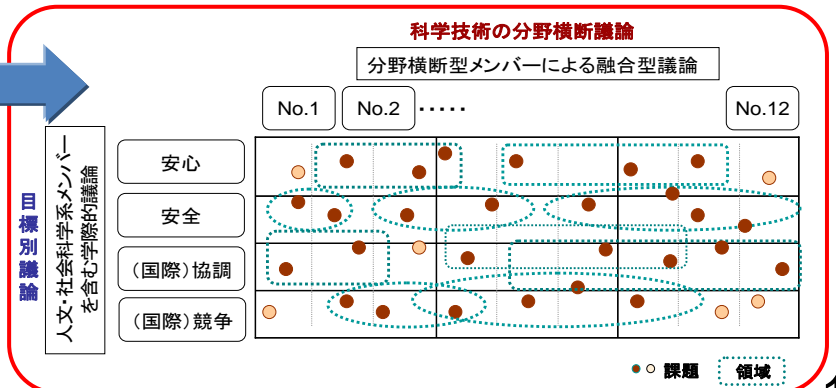 科学技術の分野横断議論
分野横断型メンバーによる融合型議論
No.1
No.2
・・・・・
No.12
目標別議論
人文・社会科学系メンバー
を含む学際的議論
安心
安全
(国際)協調
(国際)競争
課題
領域